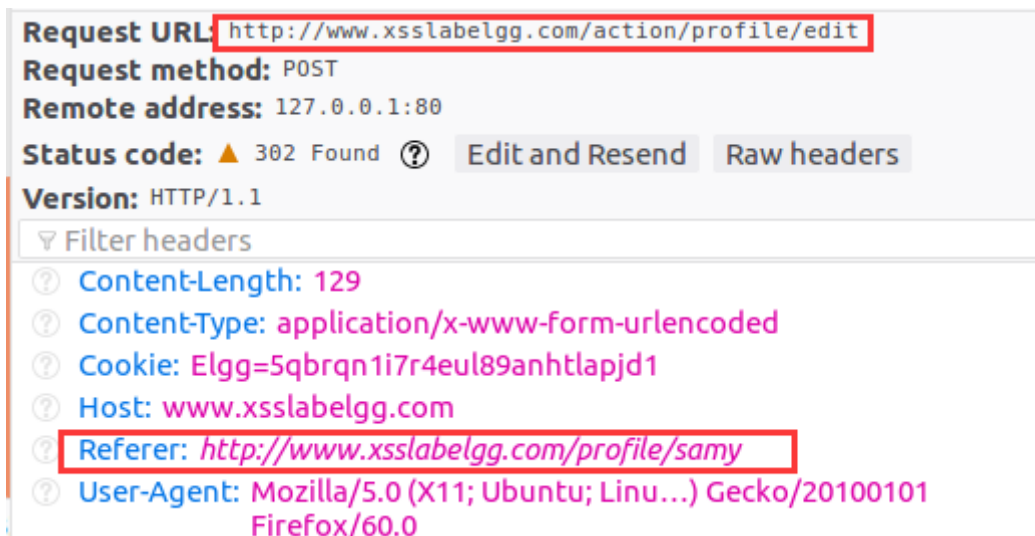 Request URL: http://www.xsslabelgg.com/action/profile/edit
Request method: POST
Remote address: 127.0.0.1:80
Status code: 302 Found ? Edit and Resend Raw headers
Version: HTTP/1.1
Filter headers
? Content-Length: 129
? Content-Type: application/x-www-form-urlencoded
? Cookie: Elgg=5qbrqn1i7r4eul89anhtlapjd1
? Host: www.xsslabelgg.com
? Referer: http://www.xsslabelgg.com/profile/samy
? User-Agent: Mozilla/5.0 (X11; Ubuntu; Linu…) Gecko/20100101
Firefox/60.0